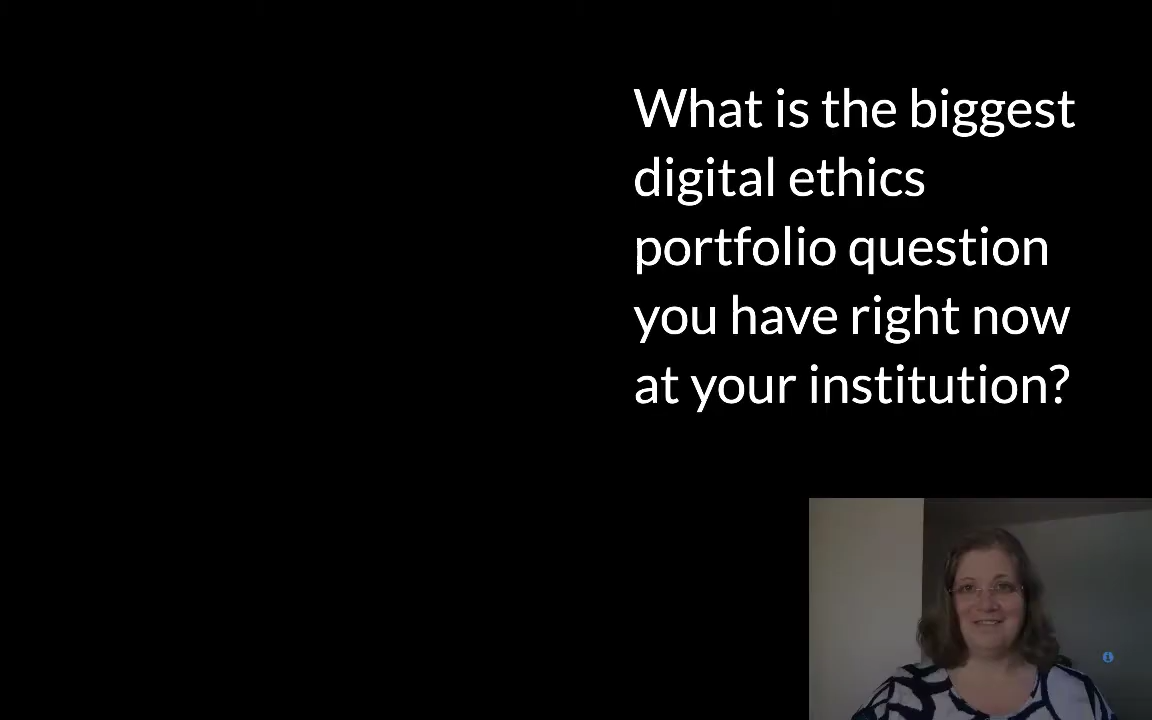 What is the biggest
digital ethics
portfolio question
you have right now
at your institution?